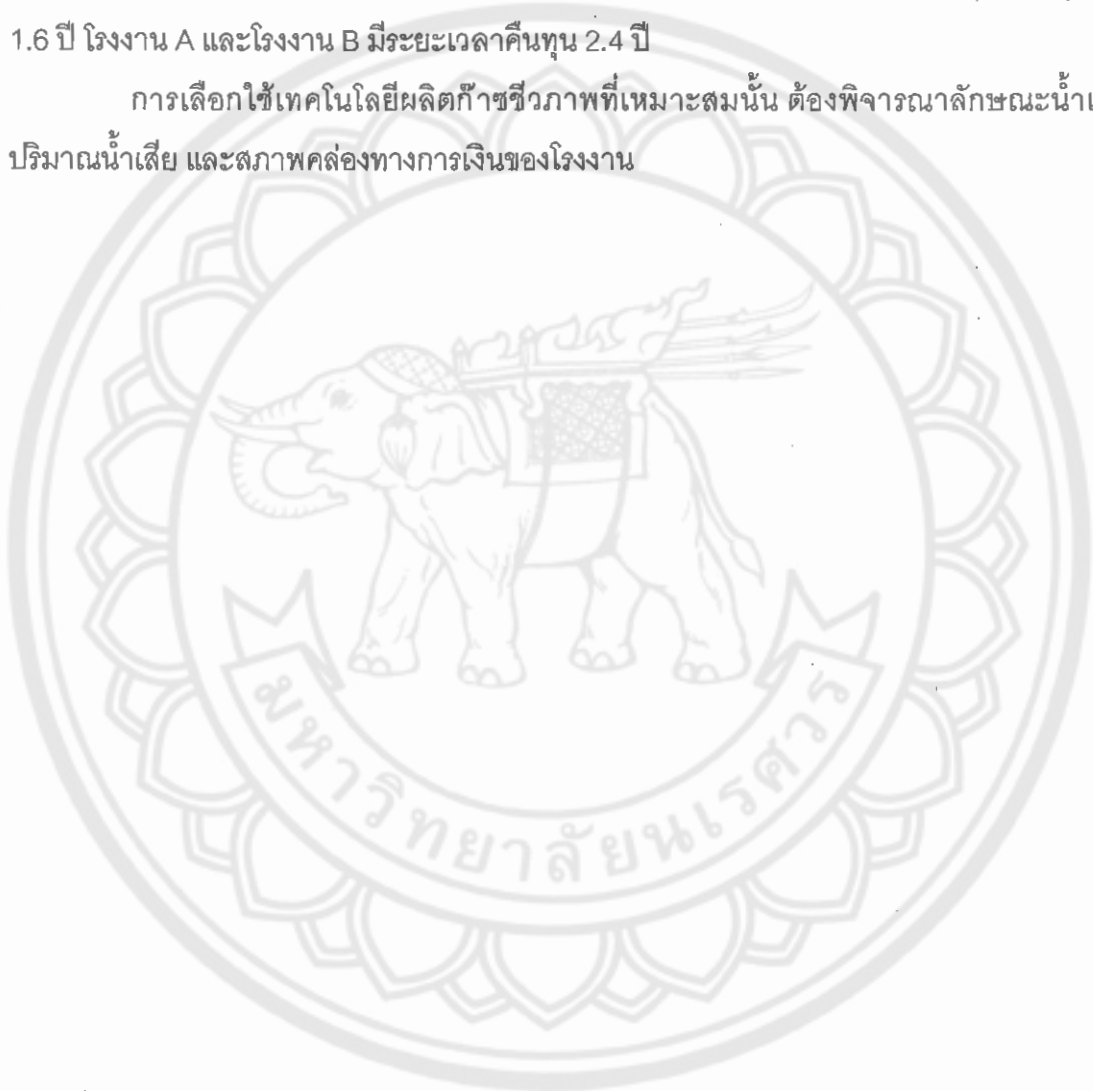 1.6 ปี โรงงาน A และโรงงาน B มีระยะเวลาคืนทุน 2.4 ปี
การเลือกใช้เทคโนโลยีผลิตก๊าซชีวภาพที่เหมาะสมนั้น ต้องพิจารณาลักษณะน้ำ
ปริมาณน้ำเสีย และสภาพคล่องทางการเงินของโรงงาน
มหาวิทยาลัยนเรศวร